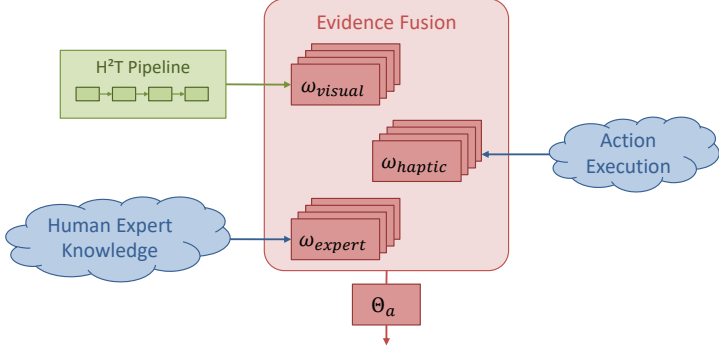 Evidence Fusion
H²T Pipeline
ω_visual
ω_haptic
Action
Execution
Human Expert
Knowledge
ω_expert
Θ_a